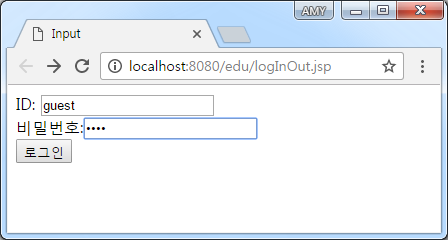 AMY
Input
localhost:8080/edu/logInOut.jsp
ID: guest
비밀번호:••••
로그인